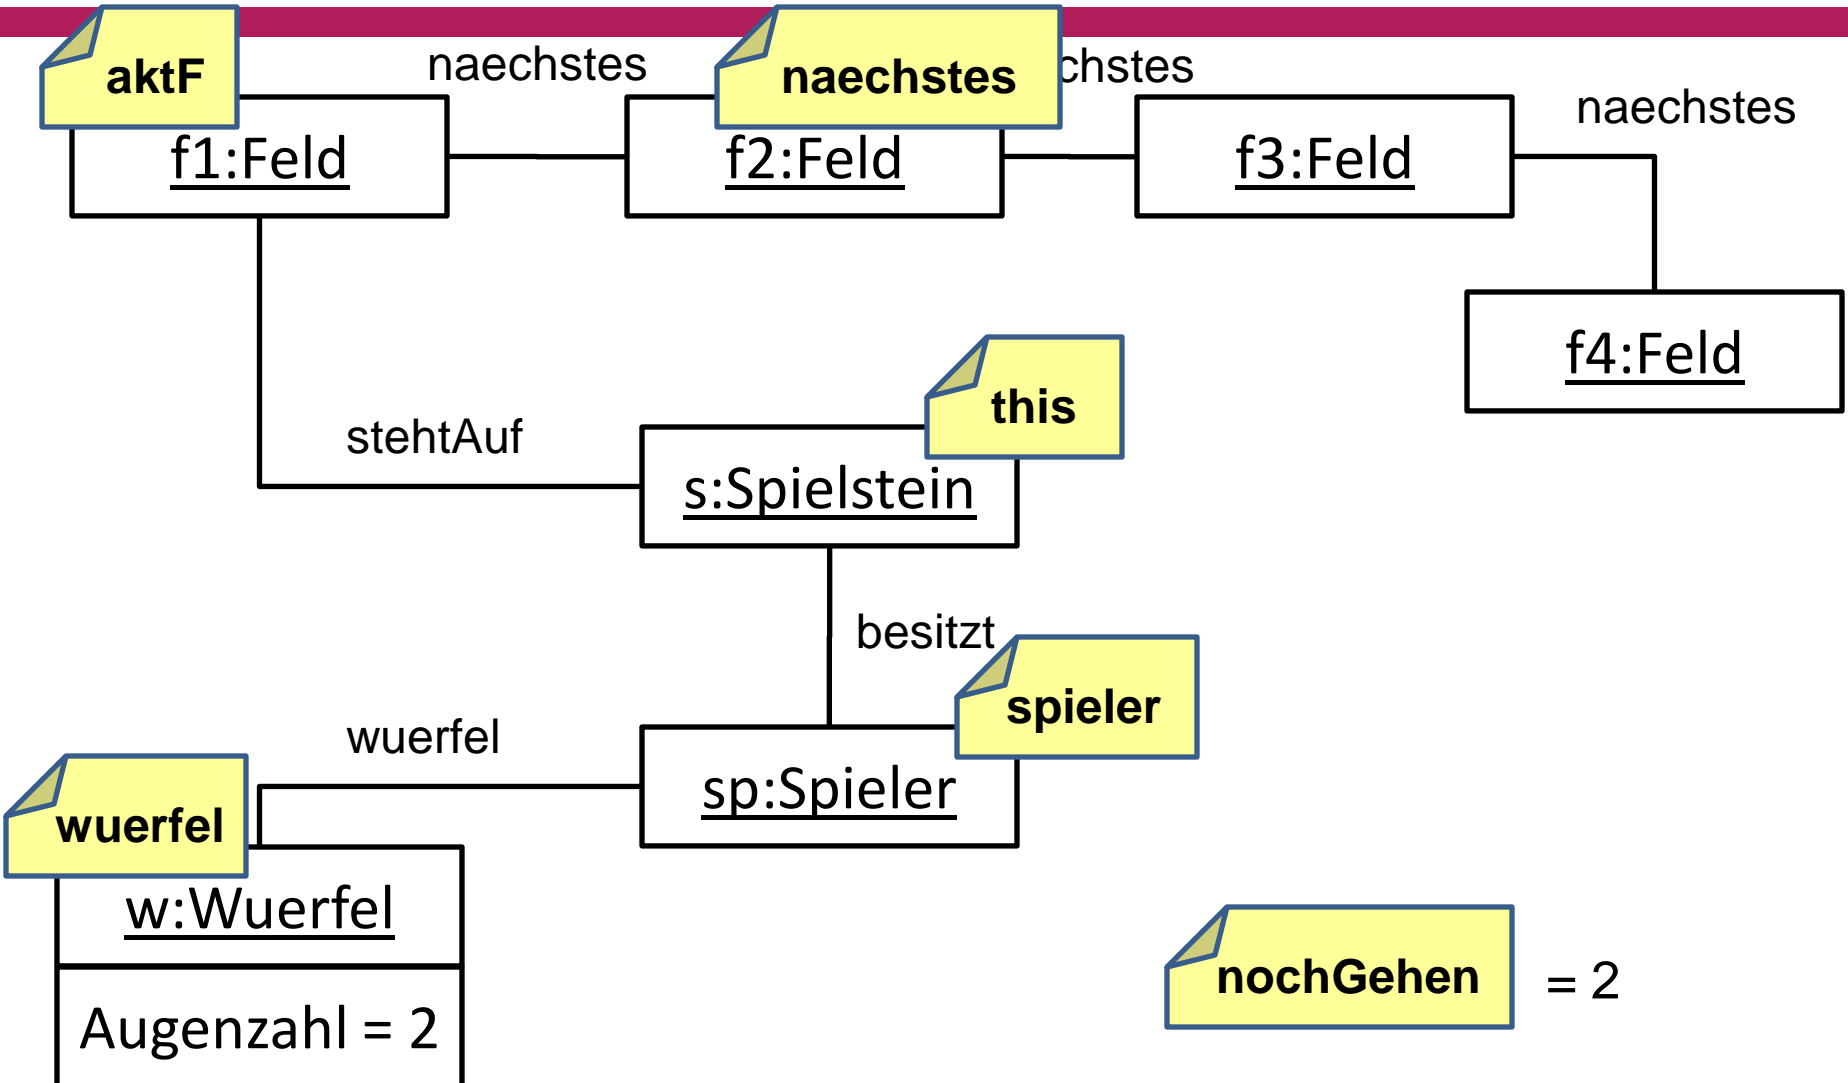 aktF
naechstes
naechstes
chstes
naechstes
f1:Feld
f2:Feld
f3:Feld
f4:Feld
this
stehtAuf
s:Spielstein
besitzt
spieler
wuerfel
sp:Spieler
wuerfel
w:Wuerfel
nochGehen = 2
Augenzahl = 2